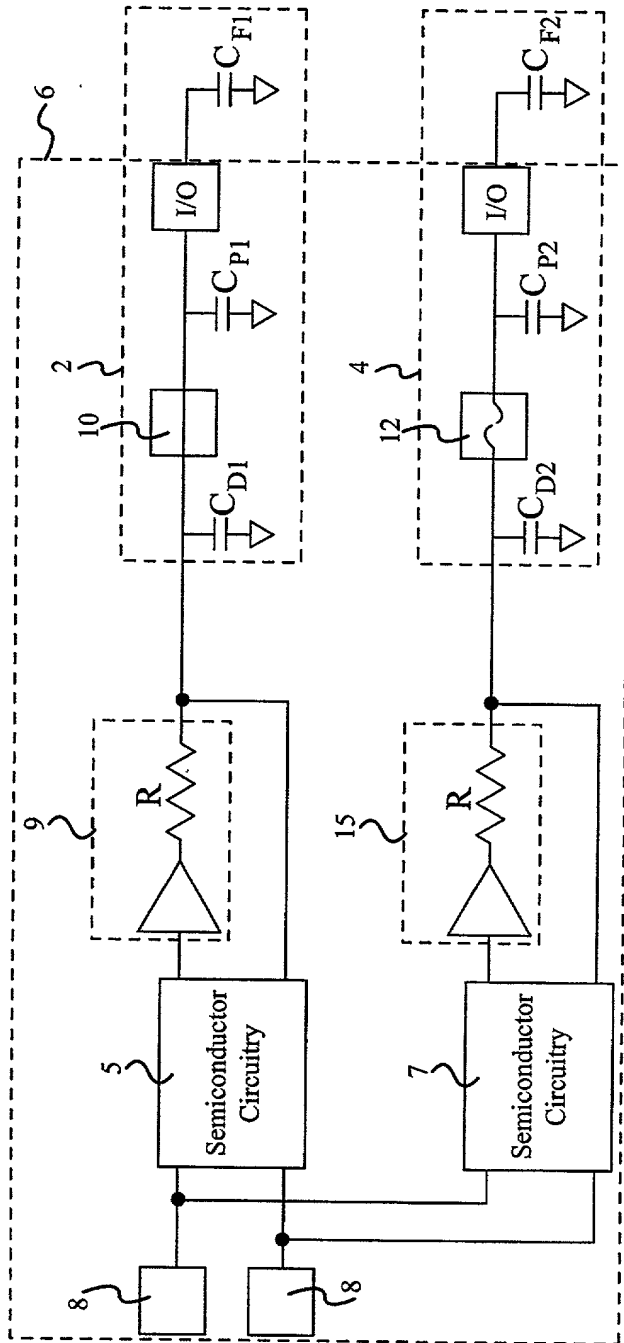 6
2
10
C_D1
C_P1
I/O
C_F1
9
R
5
Semiconductor
Circuitry
8
8
4
12
C_D2
C_P2
I/O
C_F2
15
R
7
Semiconductor
Circuitry